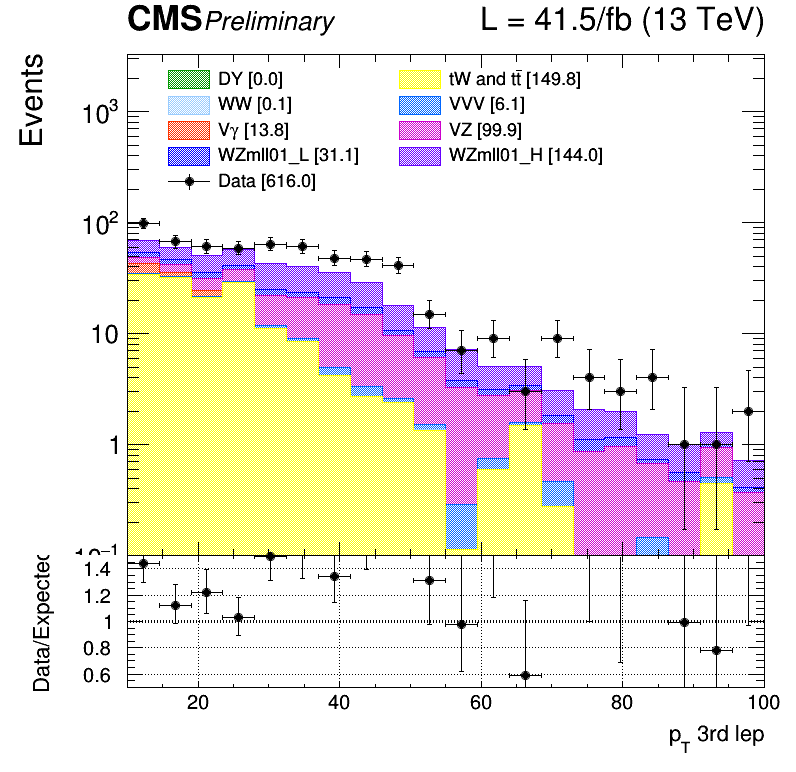 CMS Preliminary L = 41.5/fb (13 TeV)
Events
DY [0.0] tW and tt̄ [149.8]
WW [0.1] VVV [6.1]
Vγ [13.8] VZ [99.9]
WZmll01_L [31.1] WZmll01_H [144.0]
Data [616.0]
10³
10²
10
1
10⁻¹
Data/Expected
1.4
1.2
1
0.8
0.6
20 40 60 80 100
p_T 3rd lep